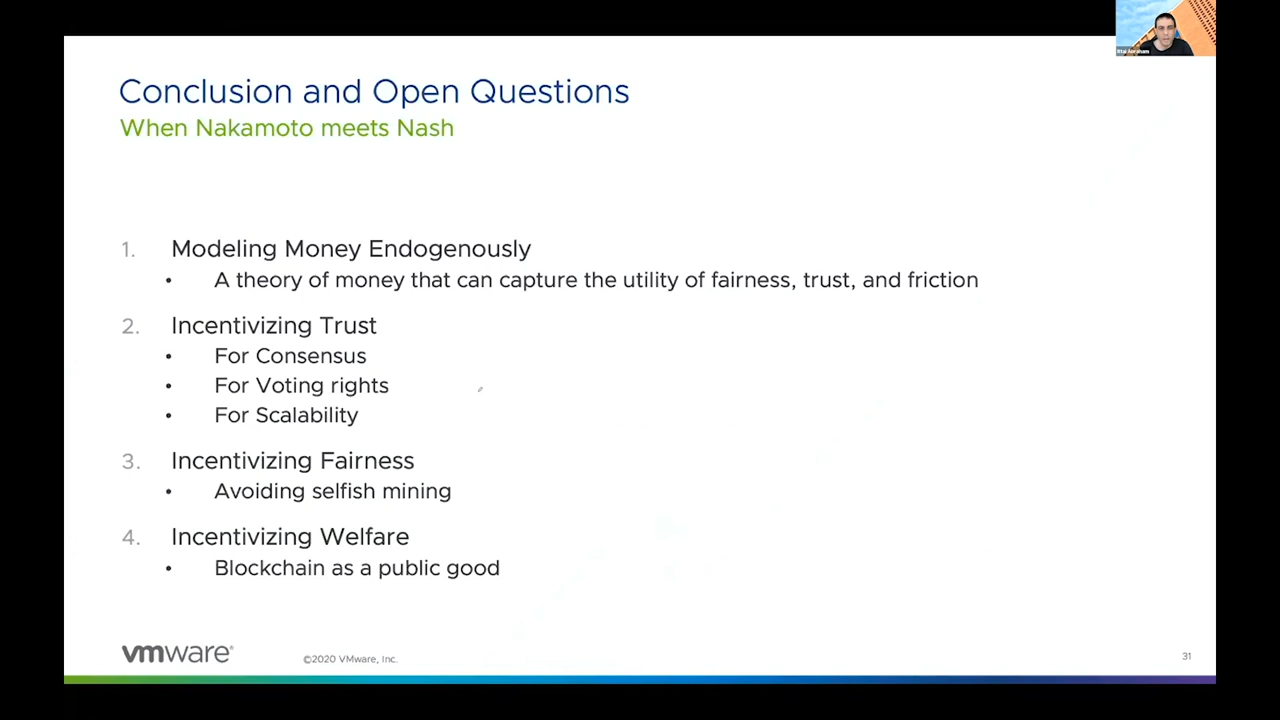 Ittai Abraham
Conclusion and Open Questions
When Nakamoto meets Nash
1. Modeling Money Endogenously
• A theory of money that can capture the utility of fairness, trust, and friction
2. Incentivizing Trust
• For Consensus
• For Voting rights
• For Scalability
3. Incentivizing Fairness
• Avoiding selfish mining
4. Incentivizing Welfare
• Blockchain as a public good
vmware®
©2020 VMware, Inc.
31